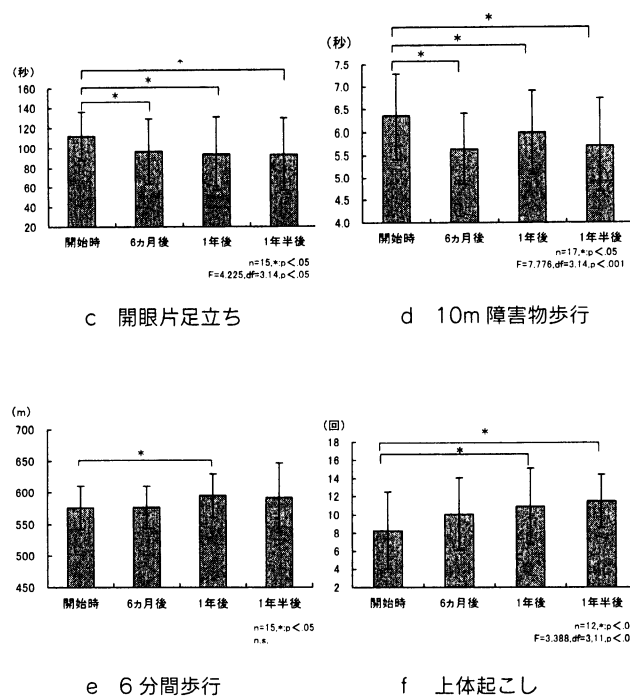 (秒)
*
*
*
160
140
120
100
80
60
40
20
開始時 6カ月後 1年後 1年半後
n=15,*:p<.05
F=4.225,df=3.14,p<.05
c 開眼片足立ち
(秒)
*
*
*
7.5
7.0
6.5
6.0
5.5
5.0
4.5
4.0
開始時 6カ月後 1年後 1年半後
n=17,*:p<.05
F=7.776,df=3.14,p<.001
d 10m 障害物歩行
(m)
*
700
650
600
550
500
450
開始時 6カ月後 1年後 1年半後
n=15,*:p<.05
n.s.
e 6分間歩行
(回)
*
*
18
16
14
12
10
8
6
4
2
開始時 6カ月後 1年後 1年半後
n=12,*:p<.0
F=3.388,df=3.11,p<.0
f 上体起こし